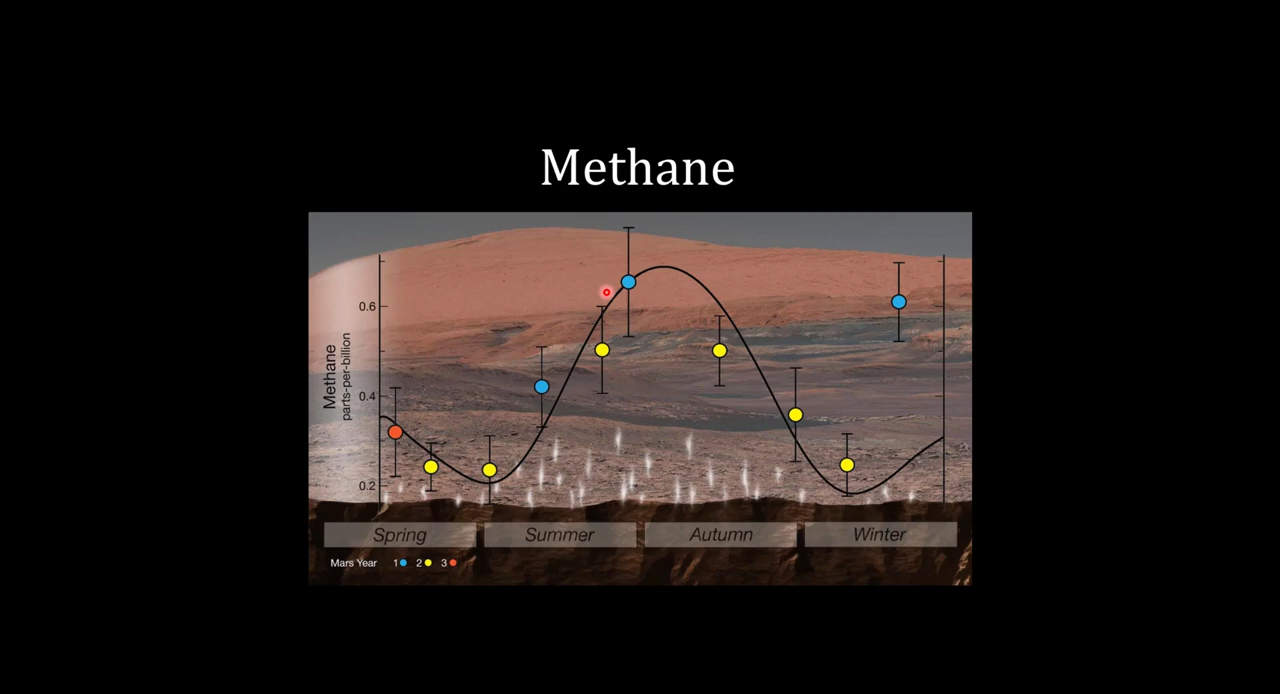 Methane
0.6
0.4
0.2
Methane
parts-per-billion
Spring Summer Autumn Winter
Mars Year 1 2 3